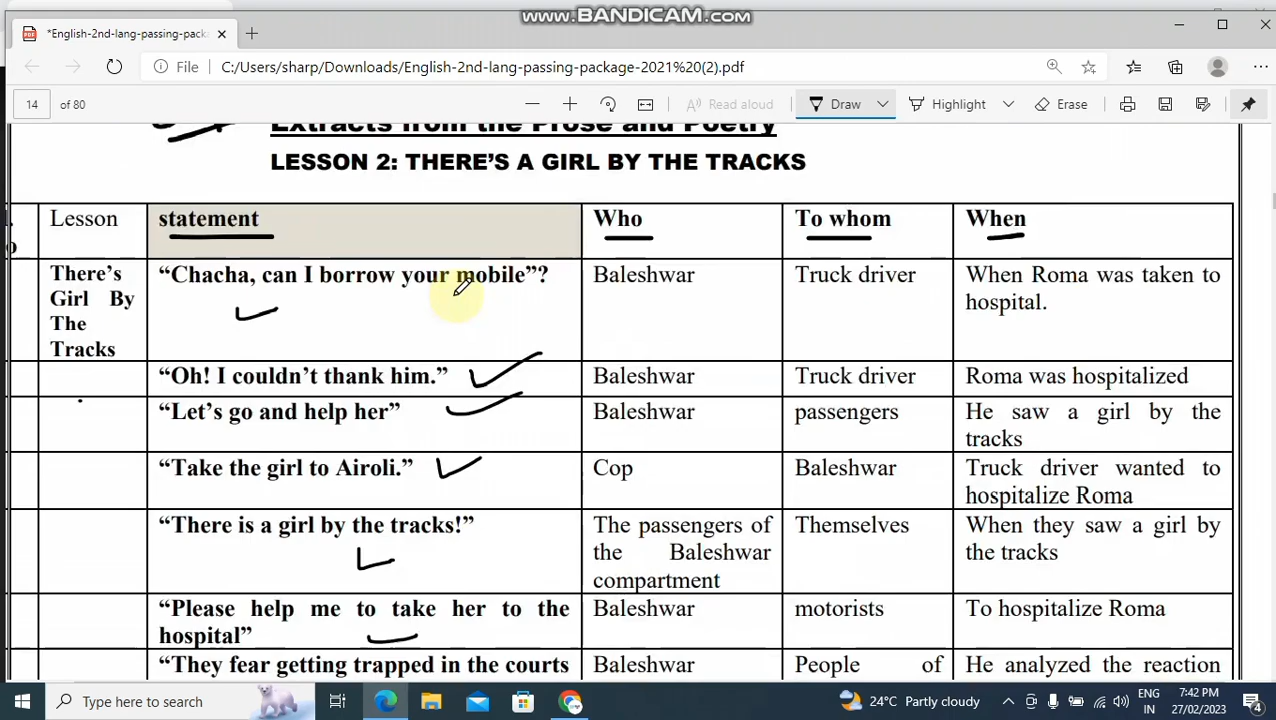 www.BANDICAM.com
*English-2nd-lang-passing-pack
File C:/Users/sharp/Downloads/English-2nd-lang-passing-package-2021%20(2).pdf
14 of 80 Read aloud Draw Highlight Erase
Extracts from the Prose and Poetry
LESSON 2: THERE'S A GIRL BY THE TRACKS
Lesson statement Who To whom When
There's Girl By The Tracks “Chacha, can I borrow your mobile”? Baleshwar Truck driver When Roma was taken to hospital.
“Oh! I couldn’t thank him.” Baleshwar Truck driver Roma was hospitalized
“Let’s go and help her” Baleshwar passengers He saw a girl by the tracks
“Take the girl to Airoli.” Cop Baleshwar Truck driver wanted to hospitalize Roma
“There is a girl by the tracks!” The passengers of the Baleshwar compartment Themselves When they saw a girl by the tracks
“Please help me to take her to the hospital” Baleshwar motorists To hospitalize Roma
“They fear getting trapped in the courts Baleshwar People of He analyzed the reaction
Type here to search
24°C Partly cloudy
ENG IN
7:42 PM 27/02/2023
4